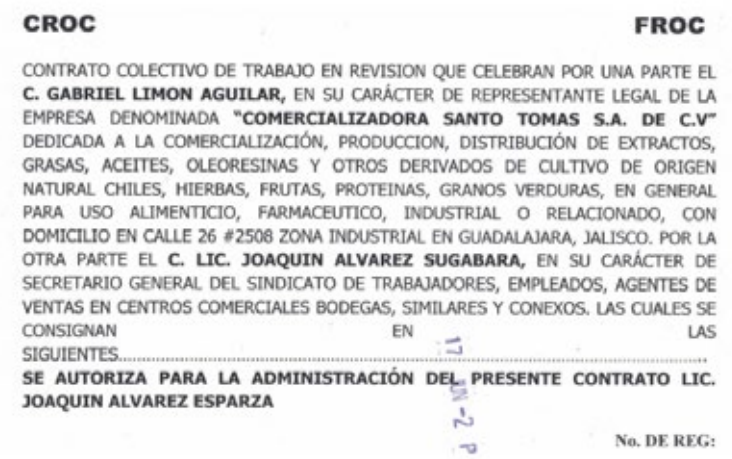 CROC FROC
CONTRATO COLECTIVO DE TRABAJO EN REVISION QUE CELEBRAN POR UNA PARTE EL
C. GABRIEL LIMON AGUILAR, EN SU CARÁCTER DE REPRESENTANTE LEGAL DE LA
EMPRESA DENOMINADA "COMERCIALIZADORA SANTO TOMAS S.A. DE C.V"
DEDICADA A LA COMERCIALIZACIÓN, PRODUCCION, DISTRIBUCIÓN DE EXTRACTOS,
GRASAS, ACEITES, OLEORESINAS Y OTROS DERIVADOS DE CULTIVO DE ORIGEN
NATURAL CHILES, HIERBAS, FRUTAS, PROTEINAS, GRANOS VERDURAS, EN GENERAL
PARA USO ALIMENTICIO, FARMACEUTICO, INDUSTRIAL O RELACIONADO, CON
DOMICILIO EN CALLE 26 #2508 ZONA INDUSTRIAL EN GUADALAJARA, JALISCO. POR LA
OTRA PARTE EL C. LIC. JOAQUIN ALVAREZ SUGABARA, EN SU CARÁCTER DE
SECRETARIO GENERAL DEL SINDICATO DE TRABAJADORES, EMPLEADOS, AGENTES DE
VENTAS EN CENTROS COMERCIALES BODEGAS, SIMILARES Y CONEXOS. LAS CUALES SE
CONSIGNAN EN LAS
SIGUIENTES..........
SE AUTORIZA PARA LA ADMINISTRACIÓN DEL PRESENTE CONTRATO LIC.
JOAQUIN ALVAREZ ESPARZA
No. DE REG:
17 -2 P